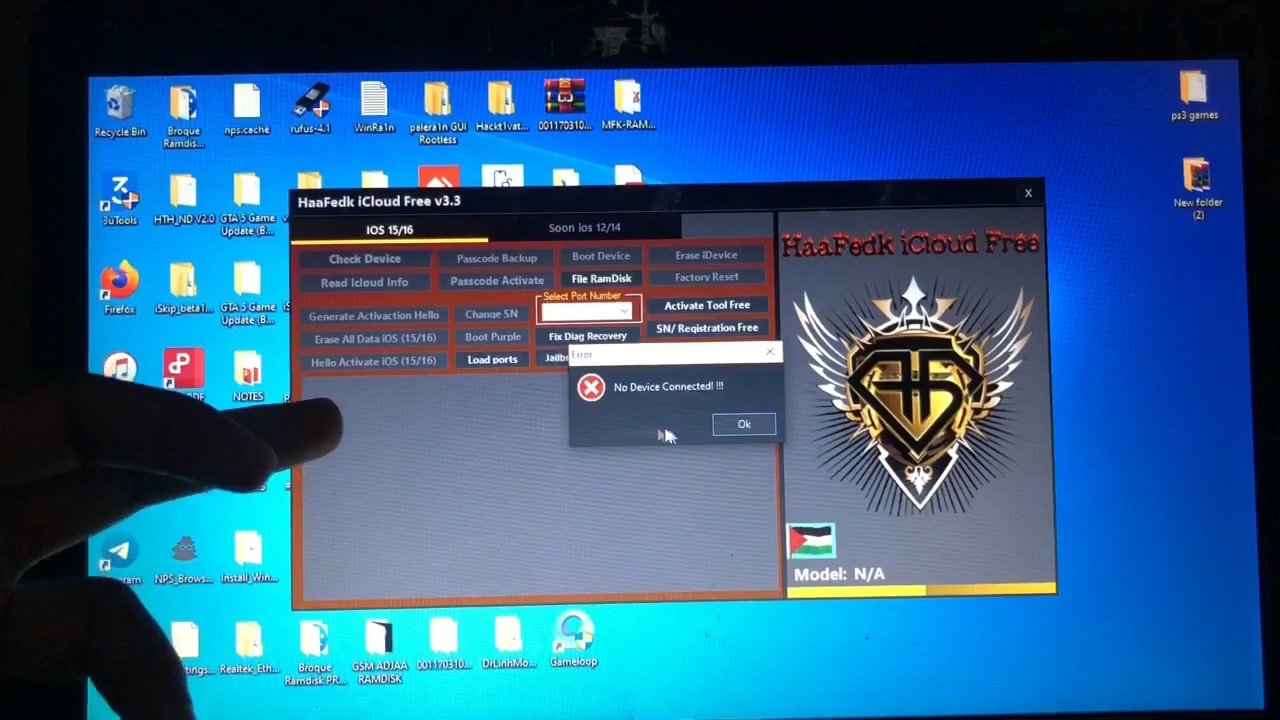 Recycle Bin
Broque
Ramdis...
nps.cache
rufus-4.1
WinRa1n
palera1n GUI
Rootless
Hackt1vat...
001170310...
MFK-RAM...
ps3 games
3uTools
HTH_ND V2.0
GTA 5 Game
Update (B...
New folder
(2)
HaaFedk iCloud Free v3.3
X
IOS 15/16
Soon Ios 12/14
HaaFedk iCloud Free
Check Device
Passcode Backup
Boot Device
Erase iDevice
Read Icloud Info
Passcode Activate
File RamDisk
Factory Reset
Select Port Number
Generate Activaction Hello
Change SN
Activate Tool Free
Erase All Data iOS (15/16)
Boot Purple
Fix Diag Recovery
SN/ Registration Free
Hello Activate iOS (15/16)
Load ports
Error
No Device Connected! !!!
Ok
Firefox
iSkip_beta1...
GTA 5 Game
Update (B...
NOTES
NPS_Brows...
Install_Win...
Model: N/A
Realtek_Eth...
Broque
Ramdisk PR...
GSM ADJAA
RAMDISK
001170310...
DrLinhMo...
Gameloop